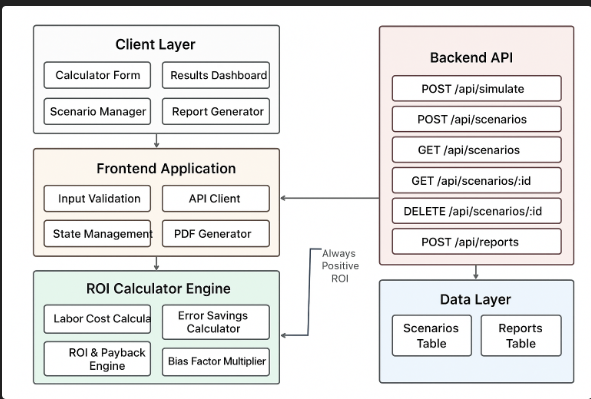 Client Layer
Calculator Form
Results Dashboard
Scenario Manager
Report Generator
Frontend Application
Input Validation
API Client
State Management
PDF Generator
ROI Calculator Engine
Labor Cost Calcula
Error Savings
Calculator
ROI & Payback
Engine
Bias Factor Multiplier
Always
Positive
ROI
Backend API
POST /api/simulate
POST /api/scenarios
GET /api/scenarios
GET /api/scenarios/:id
DELETE /api/scenarios/:id
POST /api/reports
Data Layer
Scenarios
Table
Reports
Table